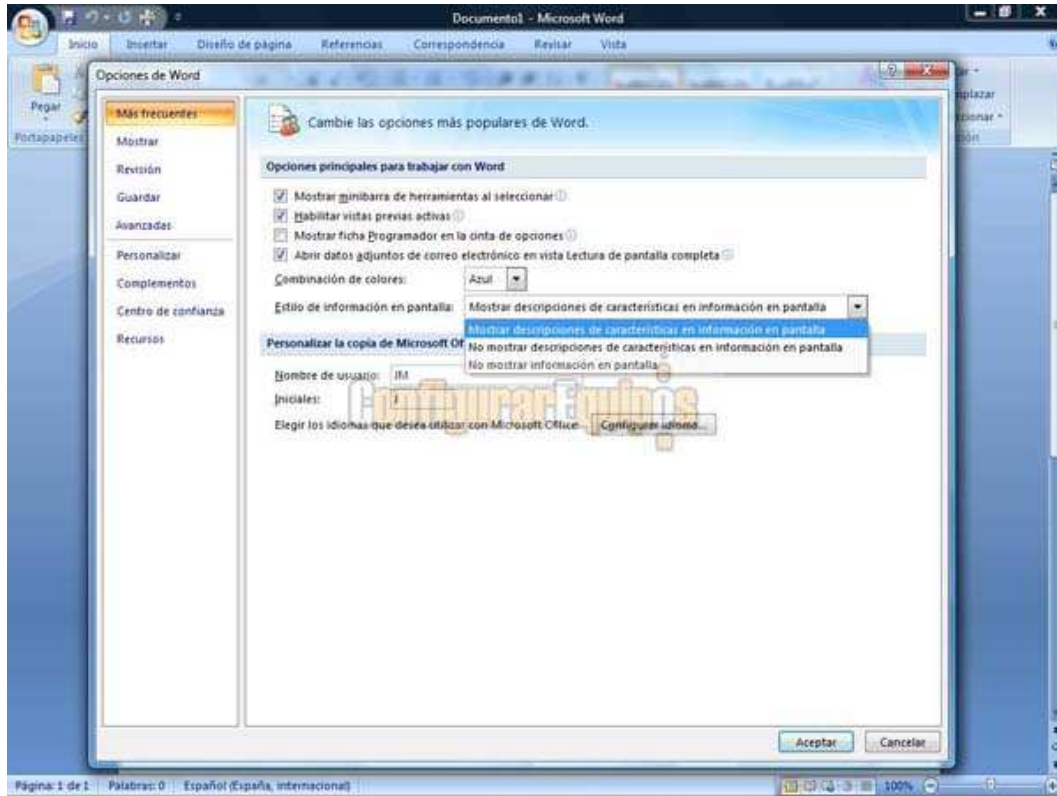 Documento1 - Microsoft Word
Inicio Insertar Diseño de página Referencias Correspondencia Revisar Vista
Pegar
Portapapeles
Opciones de Word
Más frecuentes
Mostrar
Revisión
Guardar
Avanzadas
Personalizar
Complementos
Centro de confianza
Recursos
Cambie las opciones más populares de Word.
Opciones principales para trabajar con Word
Mostrar minibarra de herramientas al seleccionar
Habilitar vistas previas activas
Mostrar ficha Programador en la cinta de opciones
Abrir datos adjuntos de correo electrónico en vista Lectura de pantalla completa
Combinación de colores: Azul
Estilo de información en pantalla: Mostrar descripciones de características en información en pantalla
Mostrar descripciones de características en información en pantalla
No mostrar descripciones de características en información en pantalla
No mostrar información en pantalla
Personalizar la copia de Microsoft
Nombre de usuario: JM
Iniciales: J
ConfigurarEquipos
Elegir los idiomas que desea utilizar con Microsoft Office Configurar idioma...
Aceptar Cancelar
Página: 1 de 1 Palabras: 0 Español (España, internacional) 100%